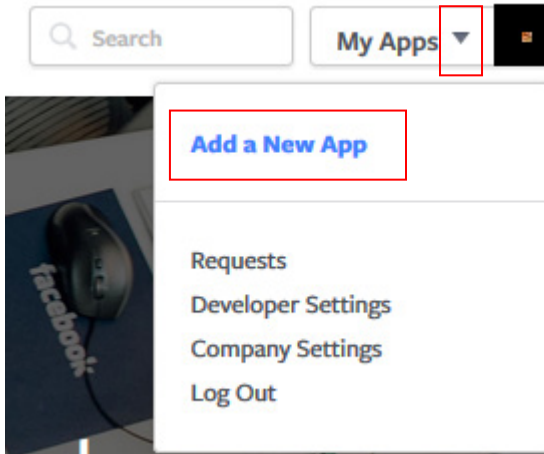 Search
My Apps
Add a New App
Requests
Developer Settings
Company Settings
Log Out
facebook